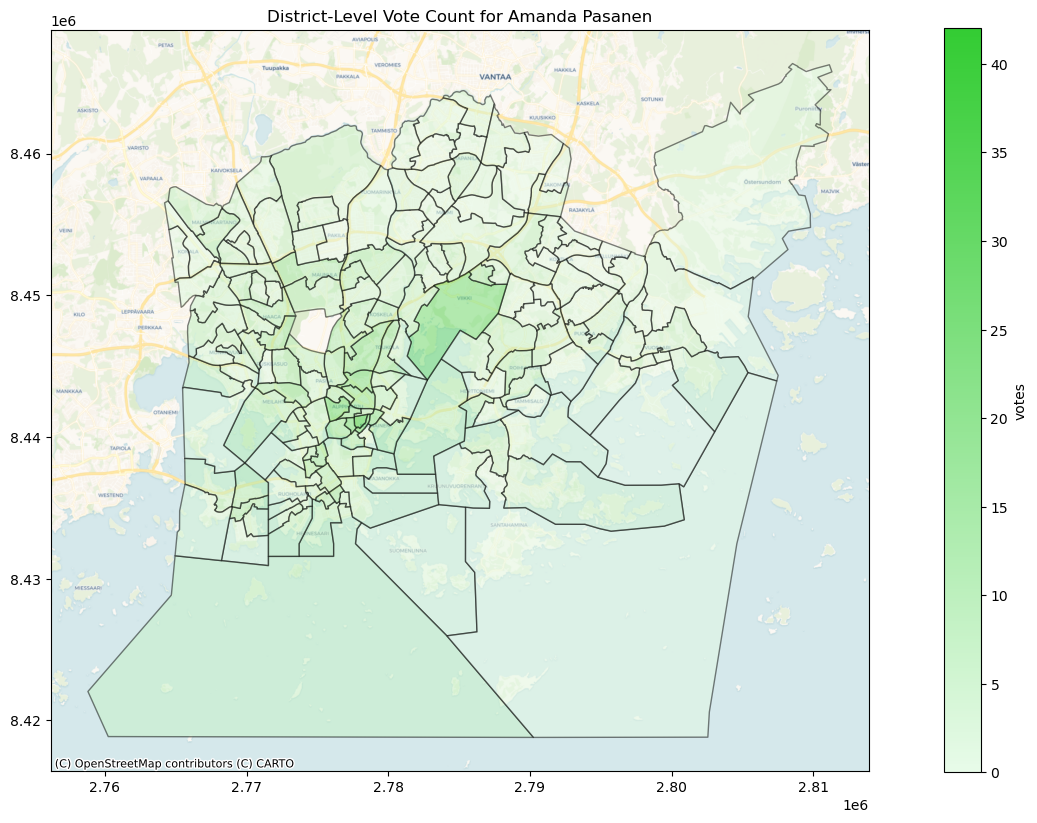 District-Level Vote Count for Amanda Pasanen
1e6
8.46
8.45
8.44
8.43
8.42
2.76
2.77
2.78
2.79
2.80
2.81
1e6
40
35
30
25
20
15
10
5
0
votes
PETAS
AVIAPOLIS
VEROMIES
Tuupakka
PAKKALA
VANTAA
HAKKILA
KASKELA
SOTUNKI
ASKISTO
KUUSIKKO
TAMMISTO
VARISTO
KAIVOKSELA
VAPAALA
Östersundom
MAJVIK
RAJAKYLÄ
KILO
LEPPÄVAARA
PERKKAA
MANKKAA
OTANIEMI
TAPIOLA
WESTEND
SANTAHAMINA
SUOMENLINNA
MIESSAARI
(C) OpenStreetMap contributors (C) CARTO